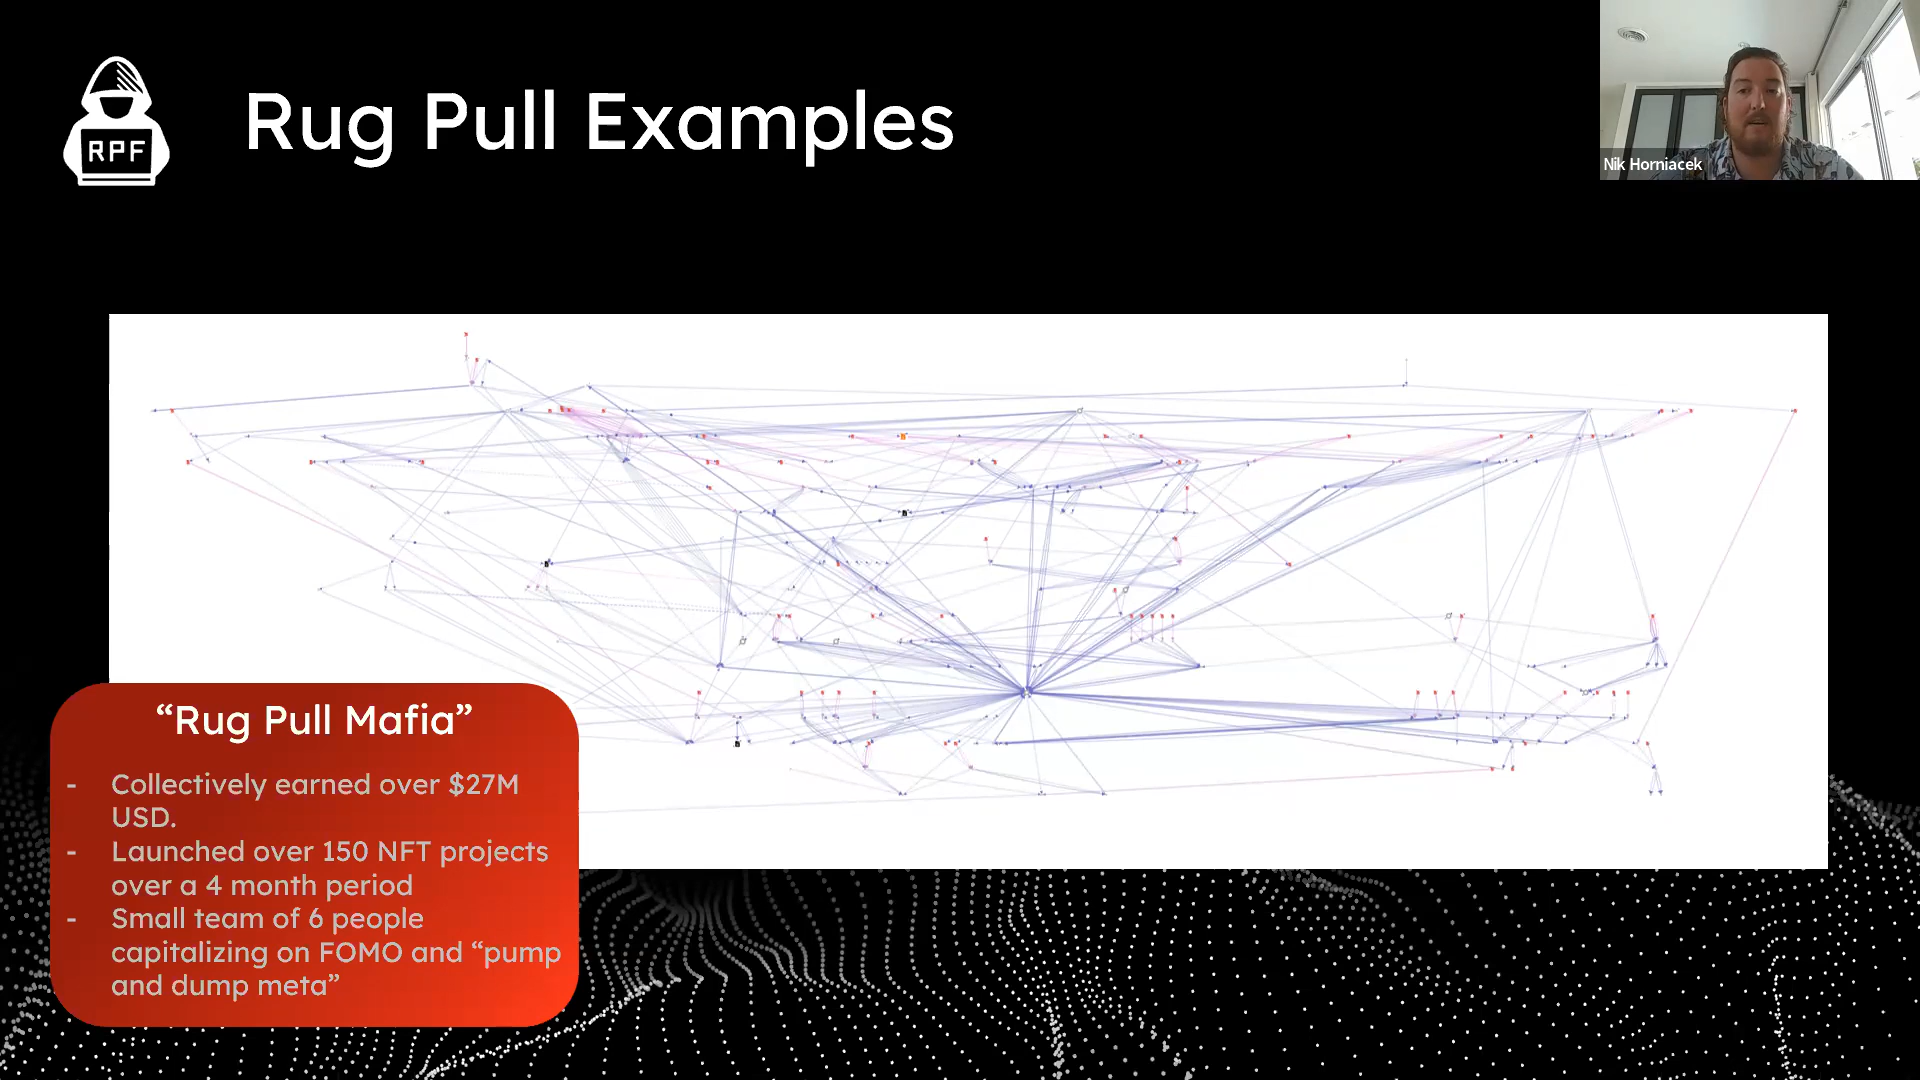 RPF
Rug Pull Examples
Nik Horniacek
“Rug Pull Mafia”
- Collectively earned over $27M
USD.
- Launched over 150 NFT projects
over a 4 month period
- Small team of 6 people
capitalizing on FOMO and “pump
and dump meta”